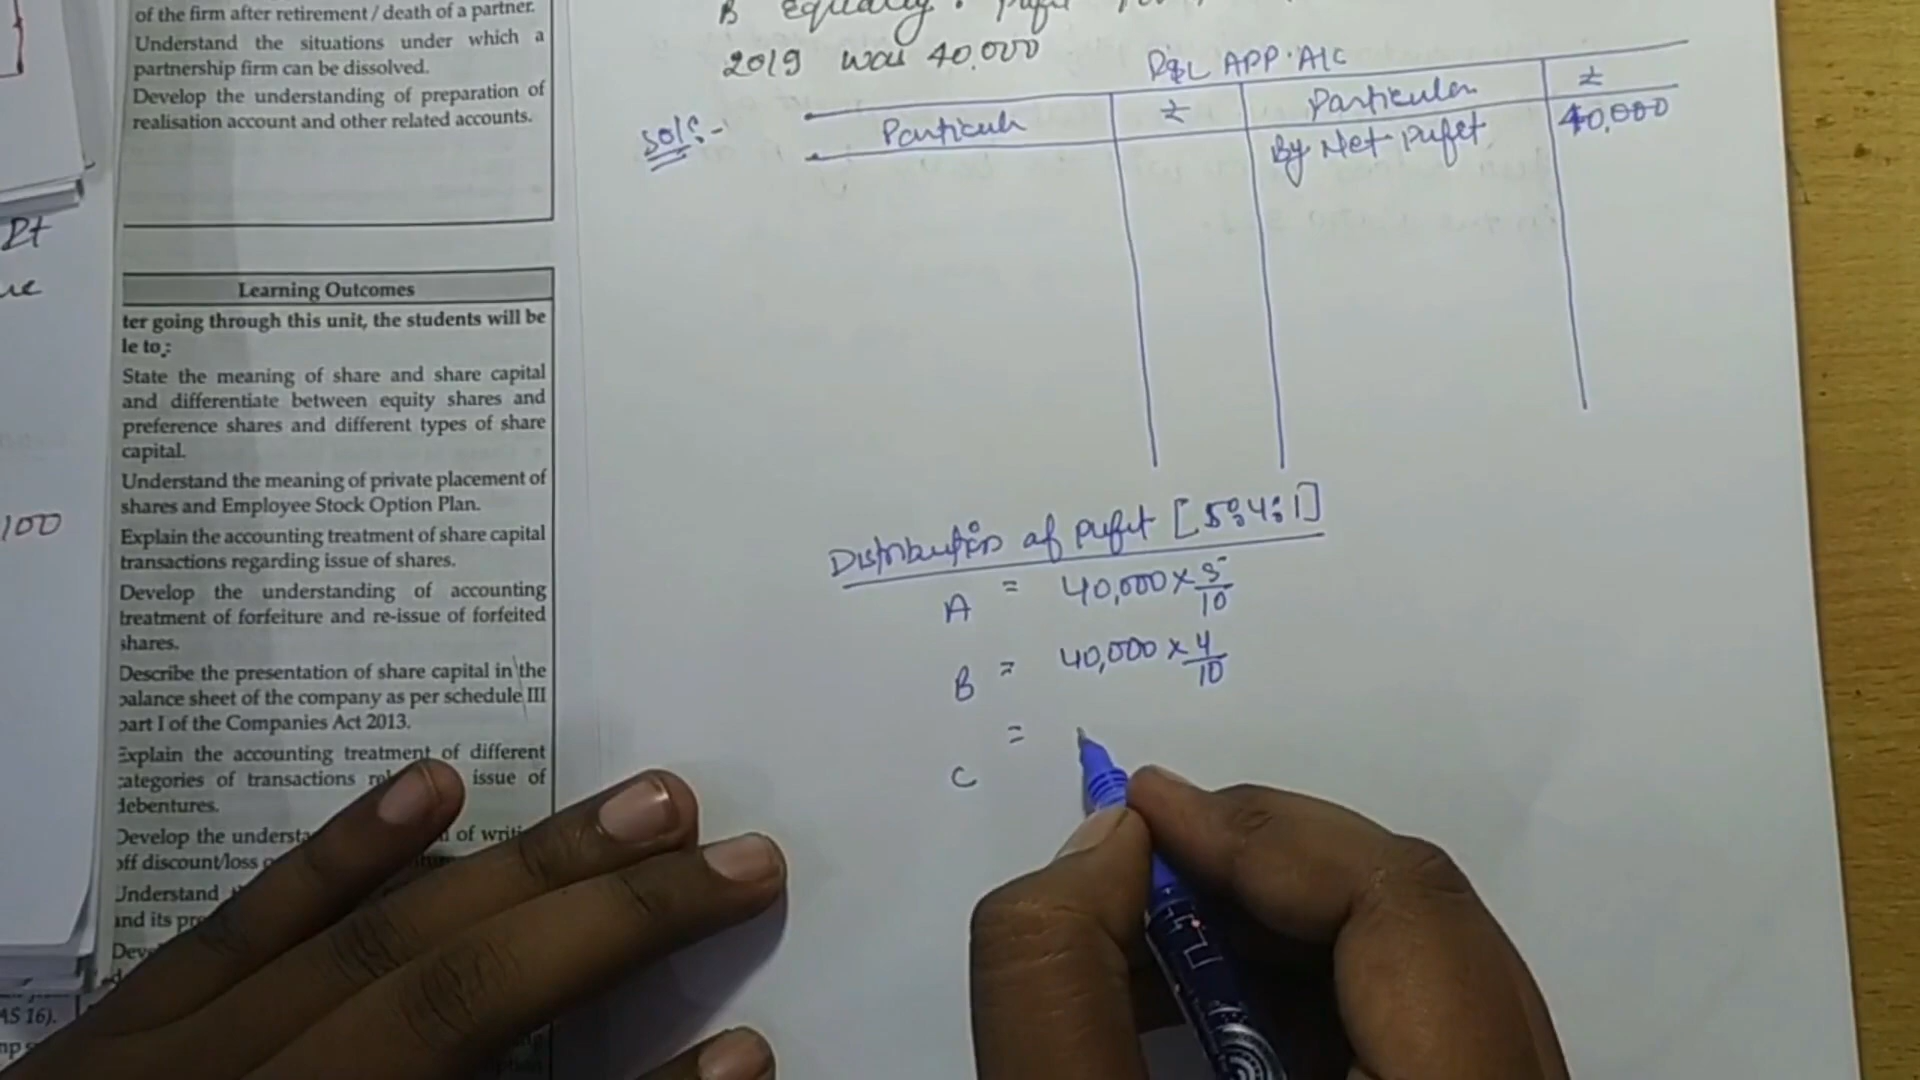 of the firm after retirement / death of a partner.
Understand the situations under which a
partnership firm can be dissolved.
Develop the understanding of preparation of
realisation account and other related accounts.
Learning Outcomes
ter going through this unit, the students will be
le to :
State the meaning of share and share capital
and differentiate between equity shares and
preference shares and different types of share
capital.
Understand the meaning of private placement of
shares and Employee Stock Option Plan.
Explain the accounting treatment of share capital
transactions regarding issue of shares.
Develop the understanding of accounting
treatment of forfeiture and re-issue of forfeited
shares.
Describe the presentation of share capital in the
balance sheet of the company as per schedule III
part I of the Companies Act 2013.
Explain the accounting treatment of different
categories of transactions issue of
debentures.
Develop the of
off discount/loss
Understand
and its
100
AS 16).
B Equally.
2019 was 40,000
Sol:-
P&L APP. A/C
Particular ₹ Particular ₹
By Net Profit 40,000
Distribution of Profit [5:4:1]
A = 40,000 × 5/10
B = 40,000 × 4/10
C =